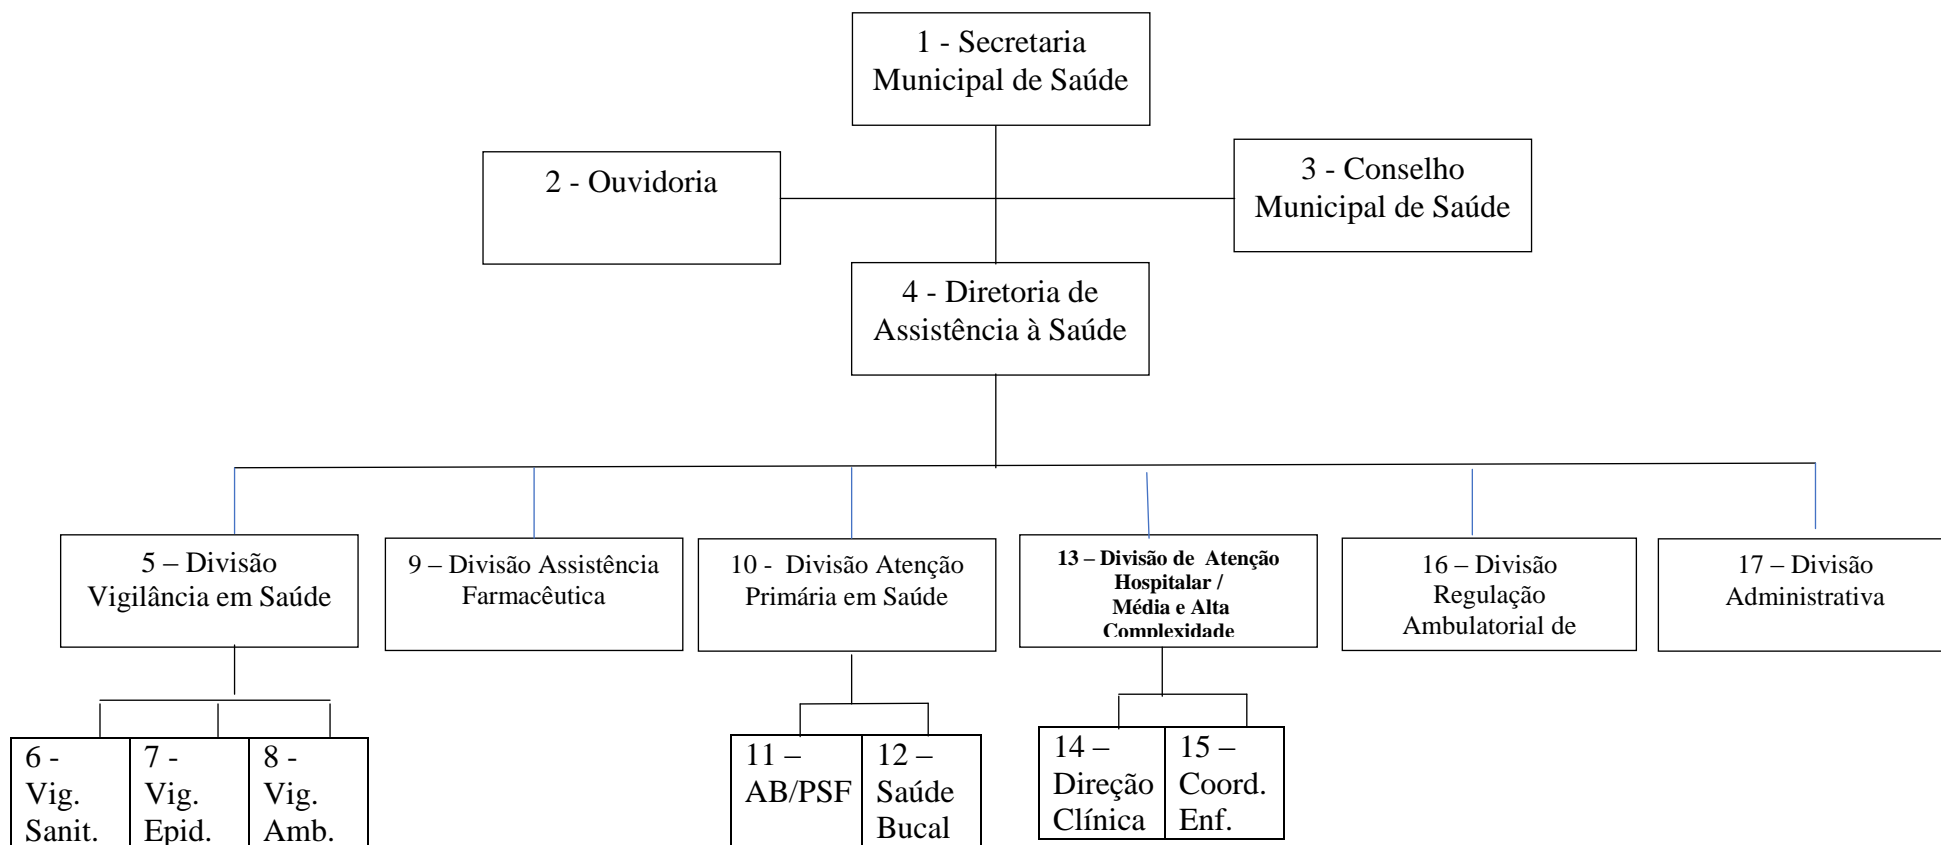 1 - Secretaria
Municipal de Saúde
2 - Ouvidoria
3 - Conselho
Municipal de Saúde
4 - Diretoria de
Assistência à Saúde
5 – Divisão
Vigilância em Saúde
9 – Divisão Assistência
Farmacêutica
10 - Divisão Atenção
Primária em Saúde
13 – Divisão de Atenção
Hospitalar /
Média e Alta
Complexidade
16 – Divisão
Regulação
Ambulatorial de
17 – Divisão
Administrativa
6 -
Vig.
Sanit.
7 -
Vig.
Epid.
8 -
Vig.
Amb.
11 –
AB/PSF
12 –
Saúde
Bucal
14 –
Direção
Clínica
15 –
Coord.
Enf.